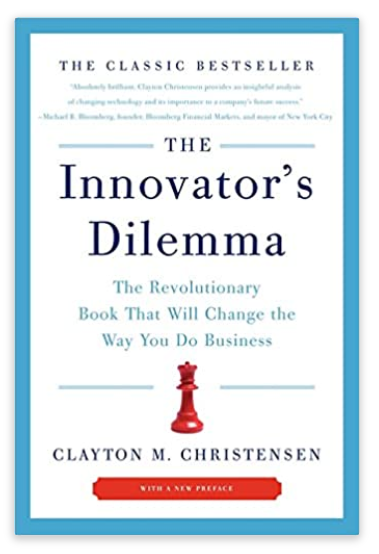 THE CLASSIC BESTSELLER
"Absolutely brilliant. Clayton Christensen provides an insightful analysis
of changing technology and its importance to a company's future success."
–Michael R. Bloomberg, founder, Bloomberg Financial Markets, and mayor of New York City
THE
Innovator's
Dilemma
The Revolutionary
Book That Will Change the
Way You Do Business
CLAYTON M. CHRISTENSEN
WITH A NEW PREFACE